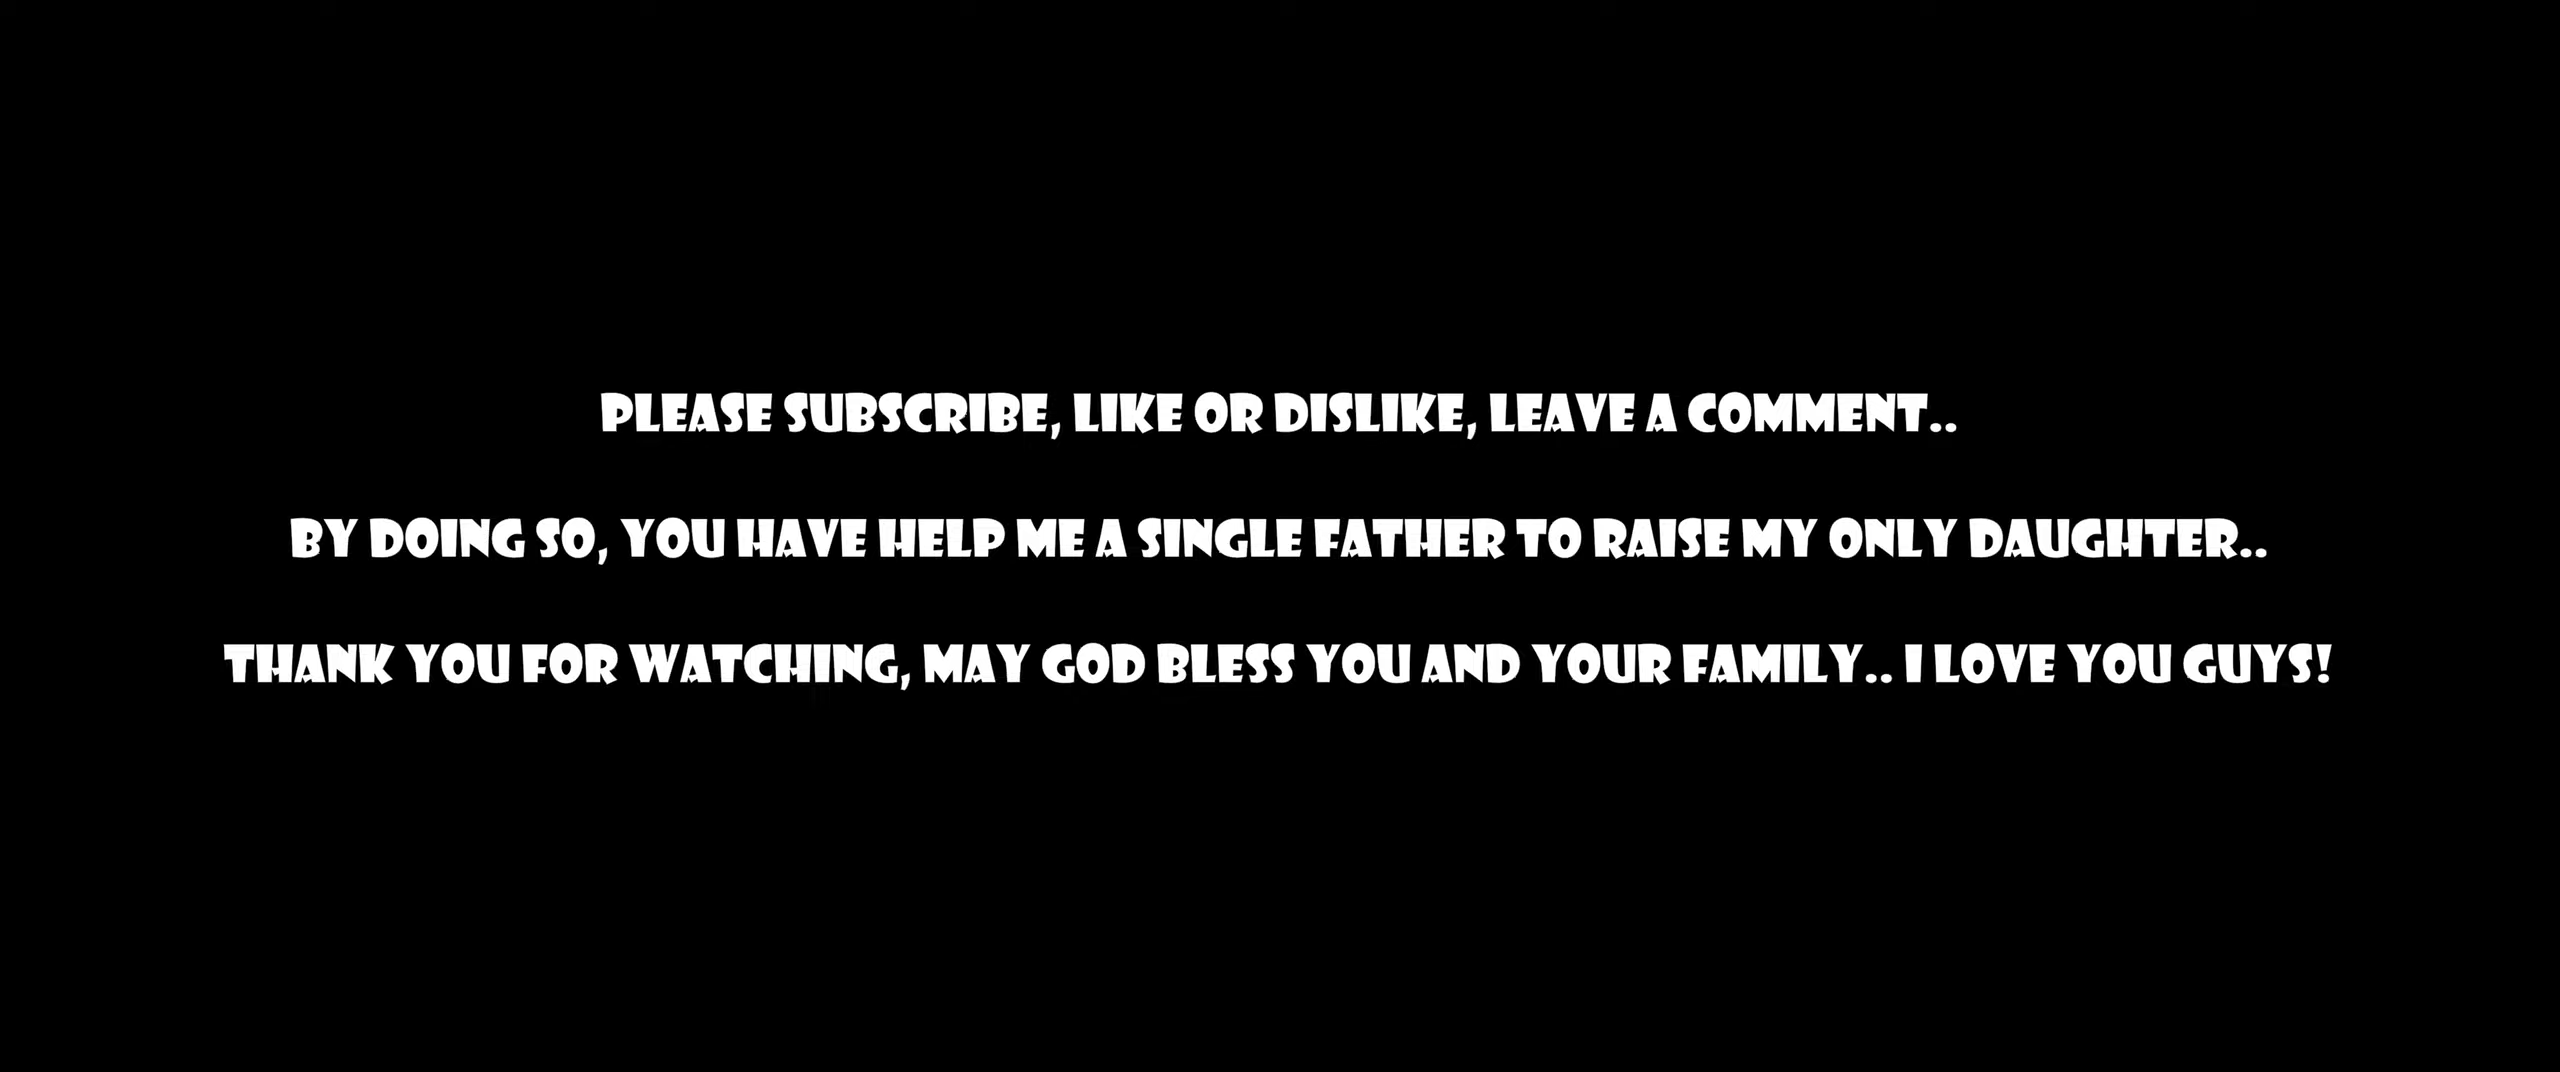 PLEASE SUBSCRIBE, LIKE OR DISLIKE, LEAVE A COMMENT..
BY DOING SO, YOU HAVE HELP ME A SINGLE FATHER TO RAISE MY ONLY DAUGHTER..
THANK YOU FOR WATCHING, MAY GOD BLESS YOU AND YOUR FAMILY.. I LOVE YOU GUYS!